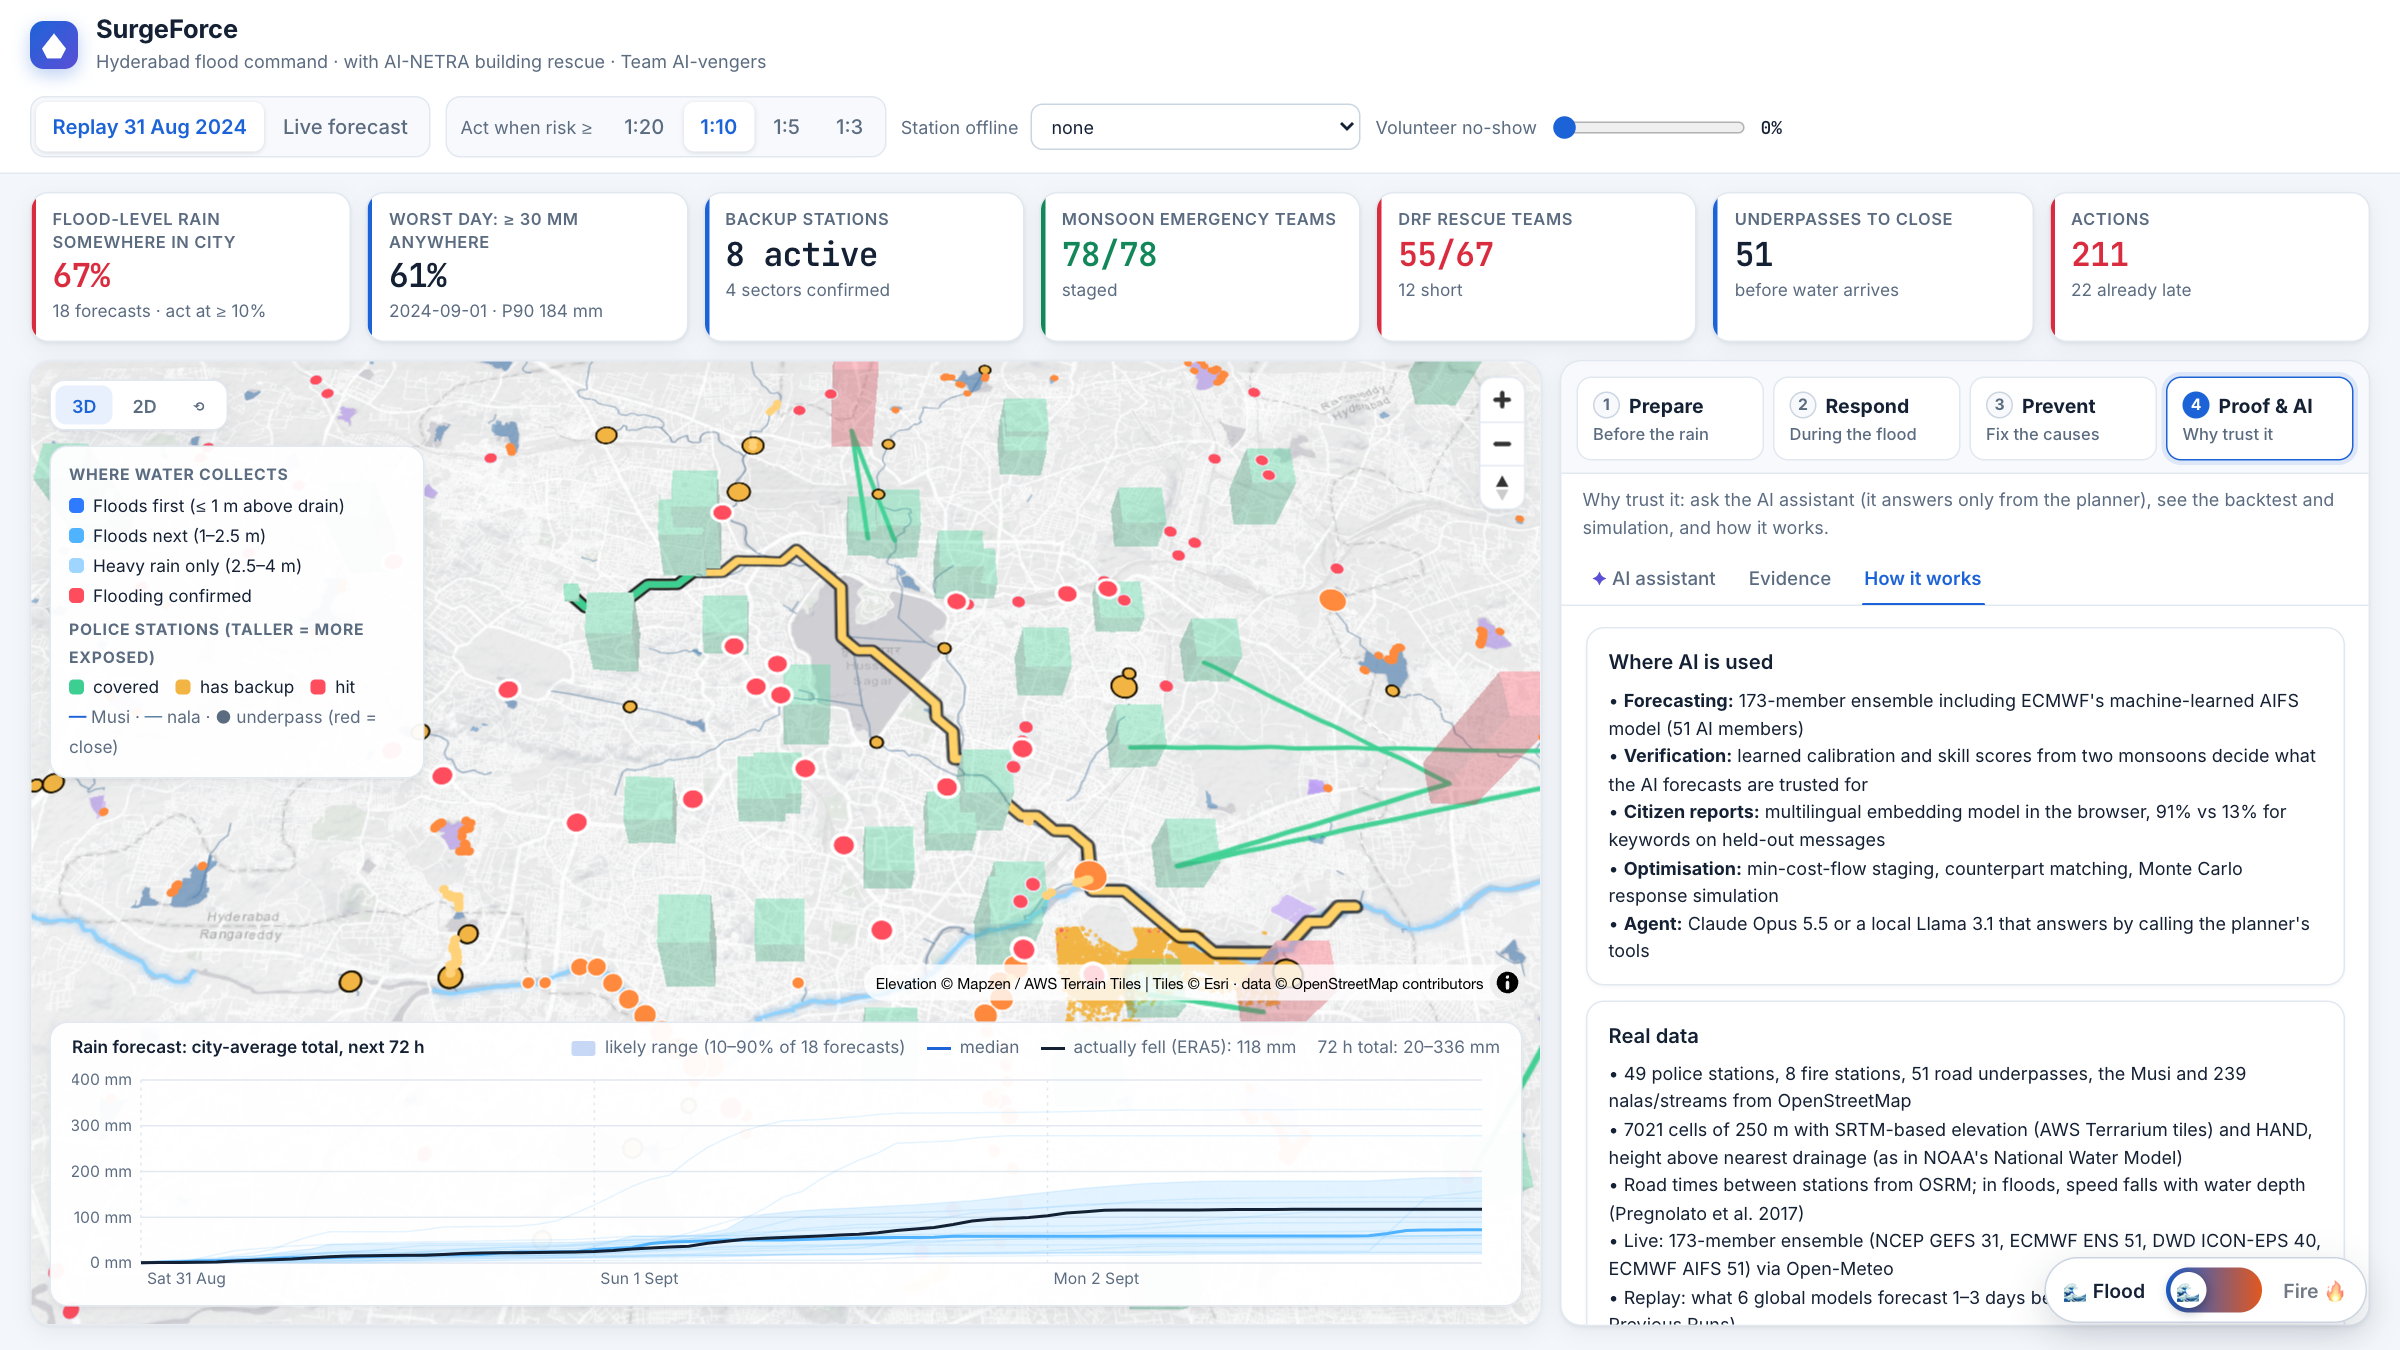 SurgeForce
Hyderabad flood command · with AI-NETRA building rescue · Team AI-vengers
Replay 31 Aug 2024
Live forecast
Act when risk ≥
1:20
1:10
1:5
1:3
Station offline
none
Volunteer no-show
0%
FLOOD-LEVEL RAIN
SOMEWHERE IN CITY
67%
18 forecasts · act at ≥ 10%
WORST DAY: ≥ 30 MM
ANYWHERE
61%
2024-09-01 · P90 184 mm
BACKUP STATIONS
8 active
4 sectors confirmed
MONSOON EMERGENCY TEAMS
78/78
staged
DRF RESCUE TEAMS
55/67
12 short
UNDERPASSES TO CLOSE
51
before water arrives
ACTIONS
211
22 already late
3D
2D
WHERE WATER COLLECTS
Floods first (≤ 1 m above drain)
Floods next (1–2.5 m)
Heavy rain only (2.5–4 m)
Flooding confirmed
POLICE STATIONS (TALLER = MORE
EXPOSED)
covered has backup hit
Musi · nala · underpass (red =
close)
Hyderabad
Rangareddy
Elevation © Mapzen / AWS Terrain Tiles | Tiles © Esri · data © OpenStreetMap contributors
Rain forecast: city-average total, next 72 h
likely range (10–90% of 18 forecasts)
median
actually fell (ERA5): 118 mm
72 h total: 20–336 mm
400 mm
300 mm
200 mm
100 mm
0 mm
Sat 31 Aug
Sun 1 Sept
Mon 2 Sept
1 Prepare
Before the rain
2 Respond
During the flood
3 Prevent
Fix the causes
4 Proof & AI
Why trust it
Why trust it: ask the AI assistant (it answers only from the planner), see the backtest and
simulation, and how it works.
AI assistant
Evidence
How it works
Where AI is used
• Forecasting: 173-member ensemble including ECMWF's machine-learned AIFS
model (51 AI members)
• Verification: learned calibration and skill scores from two monsoons decide what
the AI forecasts are trusted for
• Citizen reports: multilingual embedding model in the browser, 91% vs 13% for
keywords on held-out messages
• Optimisation: min-cost-flow staging, counterpart matching, Monte Carlo
response simulation
• Agent: Claude Opus 5.5 or a local Llama 3.1 that answers by calling the planner's
tools
Real data
• 49 police stations, 8 fire stations, 51 road underpasses, the Musi and 239
nalas/streams from OpenStreetMap
• 7021 cells of 250 m with SRTM-based elevation (AWS Terrarium tiles) and HAND,
height above nearest drainage (as in NOAA's National Water Model)
• Road times between stations from OSRM; in floods, speed falls with water depth
(Pregnolato et al. 2017)
• Live: 173-member ensemble (NCEP GEFS 31, ECMWF ENS 51, DWD ICON-EPS 40,
ECMWF AIFS 51) via Open-Meteo
• Replay: what 6 global models forecast 1–3 days
Previous Runs)
Flood
Fire